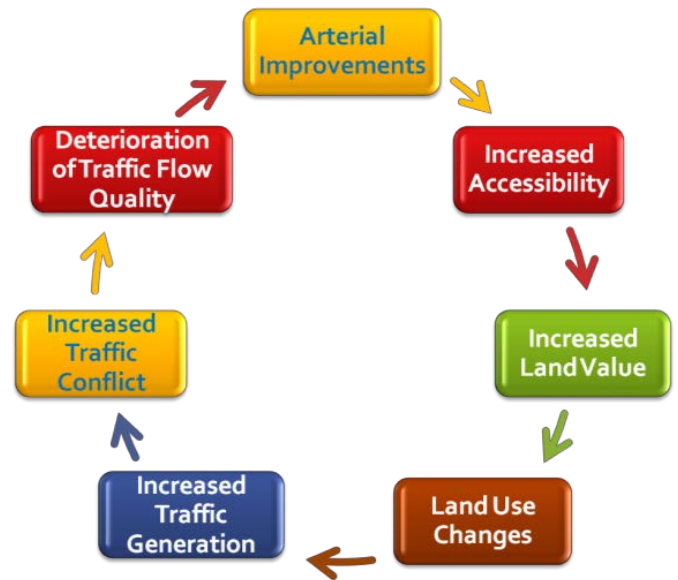 Arterial
Improvements
Increased
Accessibility
Increased
Land Value
Land Use
Changes
Increased
Traffic
Generation
Increased
Traffic
Conflict
Deterioration
of Traffic Flow
Quality